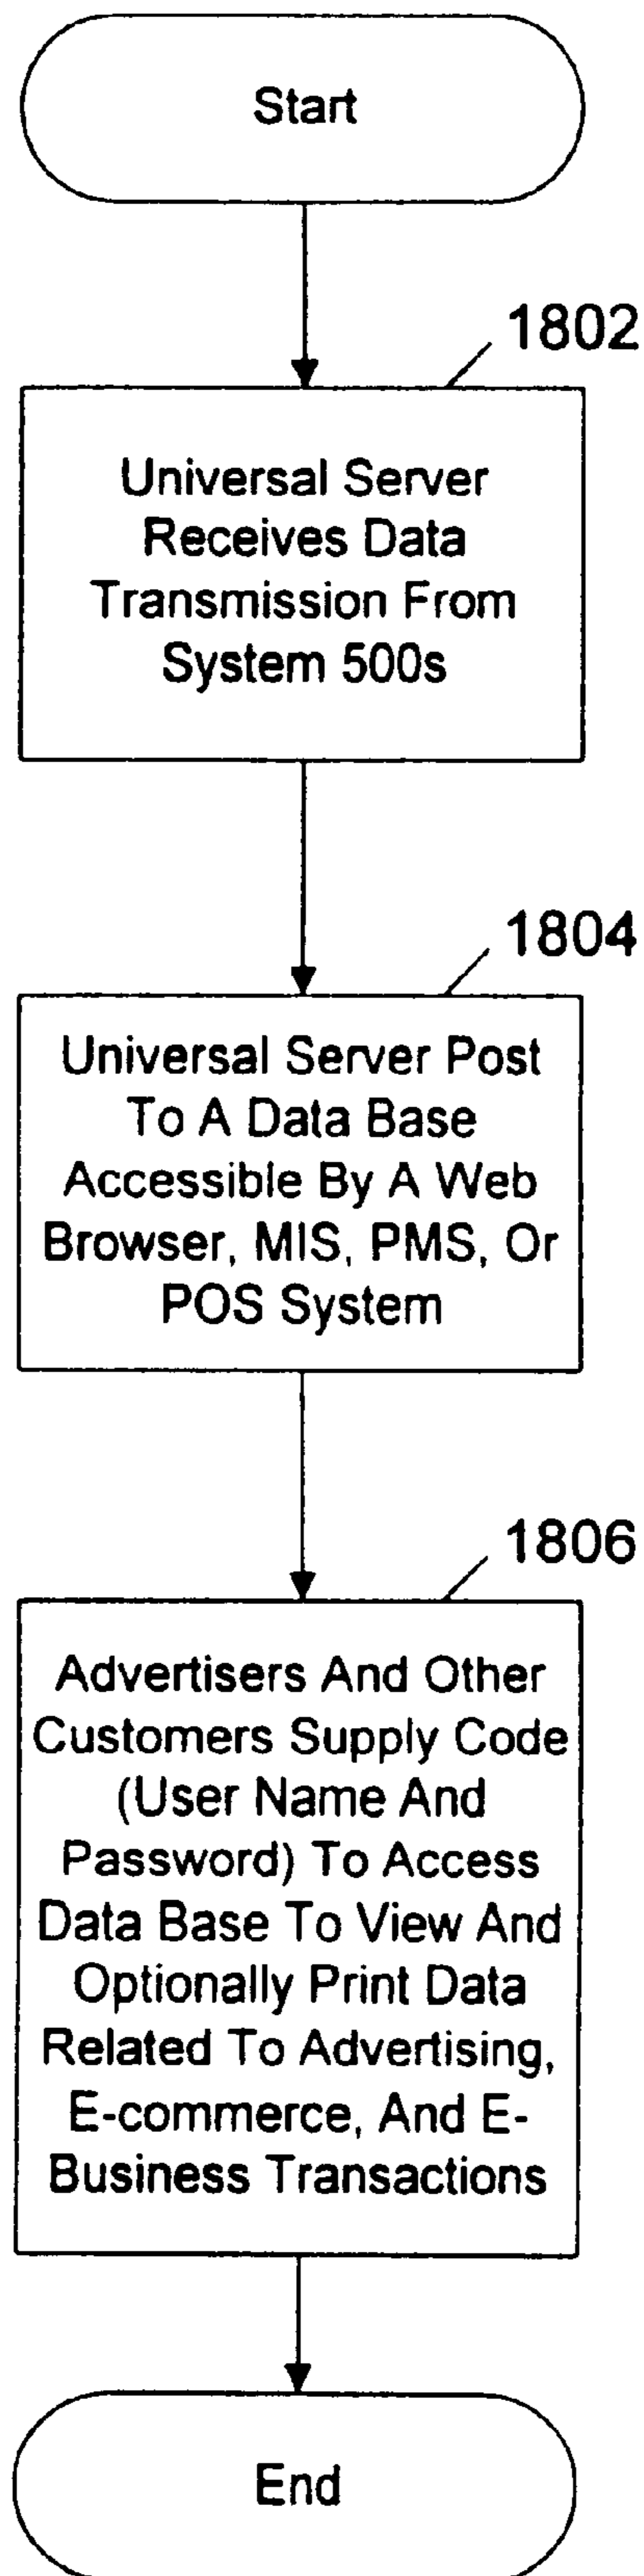 Start
1802
Universal Server
Receives Data
Transmission From
System 500s
1804
Universal Server Post
To A Data Base
Accessible By A Web
Browser, MIS, PMS, Or
POS System
1806
Advertisers And Other
Customers Supply Code
(User Name And
Password) To Access
Data Base To View And
Optionally Print Data
Related To Advertising,
E-commerce, And E-
Business Transactions
End